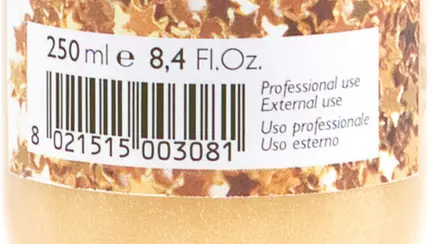 250 ml ℮ 8,4 Fl.Oz.
Professional use
External use
Uso professionale
Uso esterno
8 021515 003081